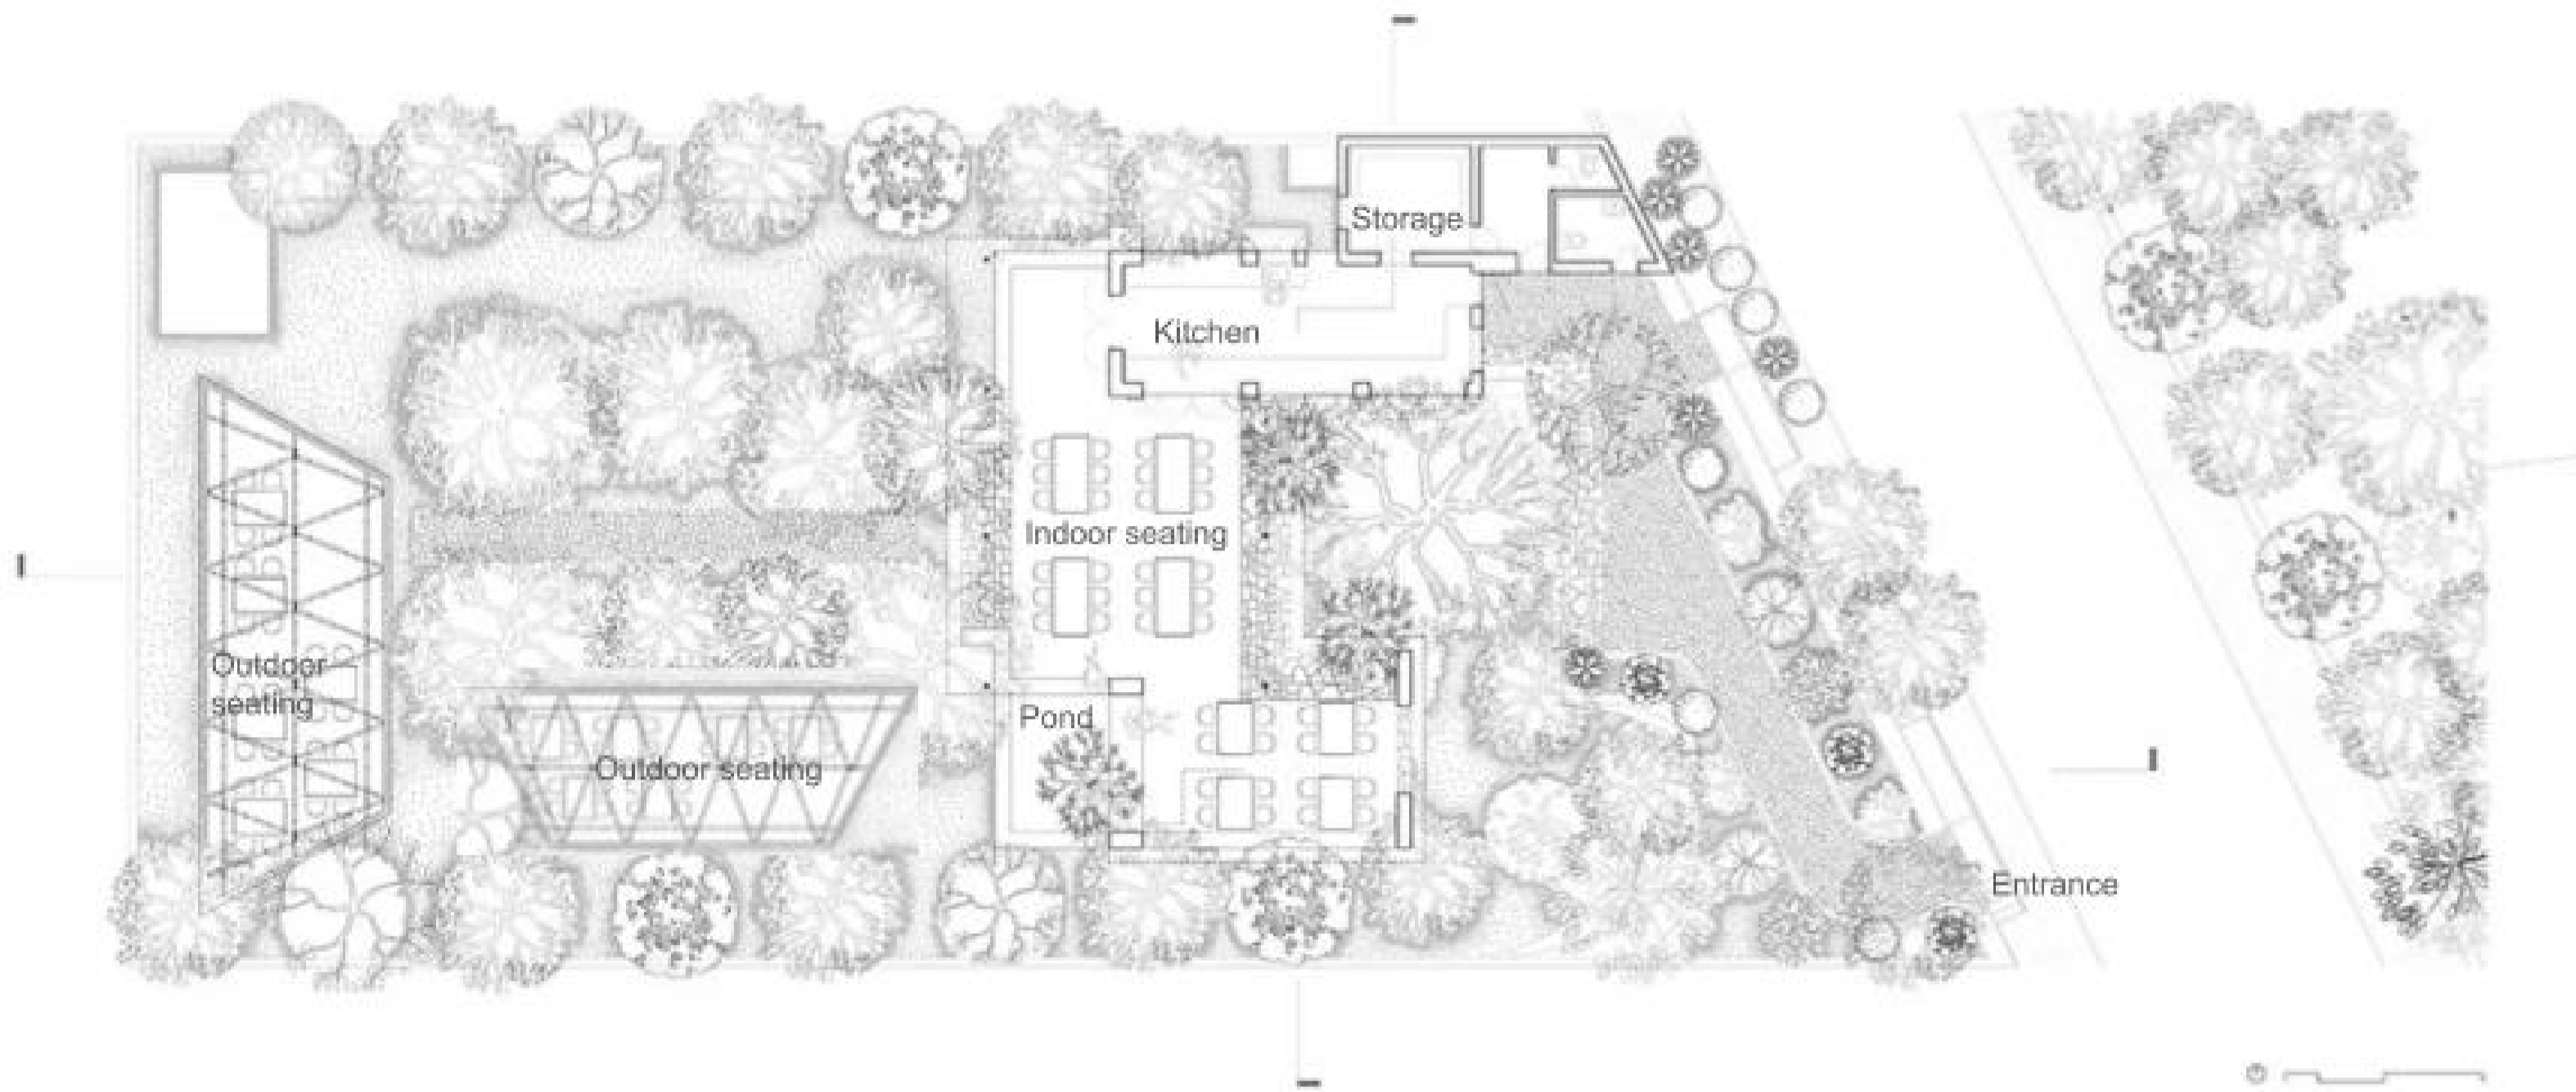 Storage
Kitchen
Indoor seating
Outdoor
seating
Pond
Outdoor seating
Entrance